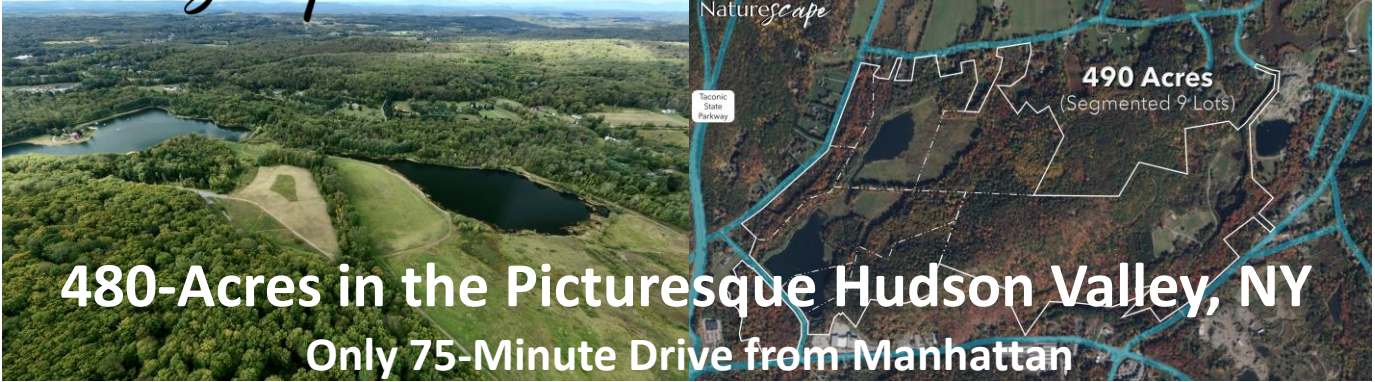 Naturescape
Taconic
State
Parkway
490 Acres
(Segmented 9 Lots)
480-Acres in the Picturesque Hudson Valley, NY
Only 75-Minute Drive from Manhattan